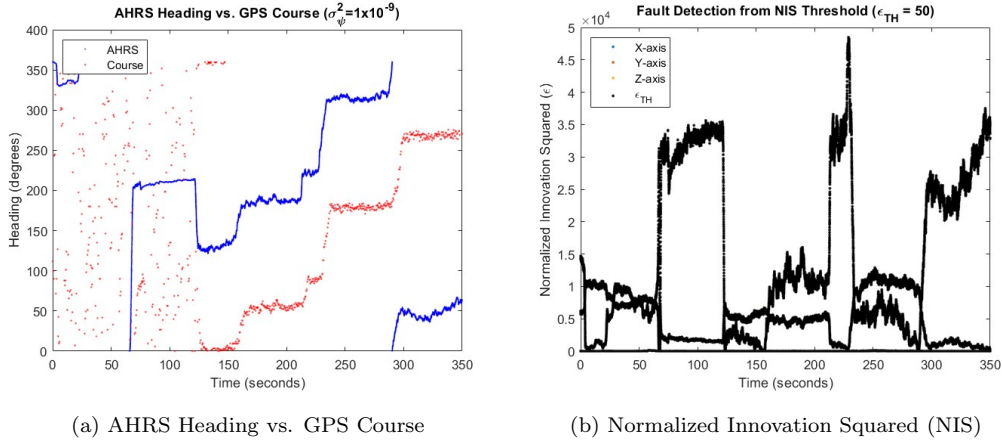 AHRS Heading vs. GPS Course (σ²ψ=1x10⁻⁹)
400
350
300
250
200
150
100
50
0
Heading (degrees)
AHRS
Course
0 50 100 150 200 250 300 350
Time (seconds)
(a) AHRS Heading vs. GPS Course
Fault Detection from NIS Threshold (ϵTH = 50)
×10⁴
5
4.5
4
3.5
3
2.5
2
1.5
1
0.5
0
Normalized Innovation Squared (ϵ)
X-axis
Y-axis
Z-axis
ϵTH
0 50 100 150 200 250 300 350
Time (seconds)
(b) Normalized Innovation Squared (NIS)